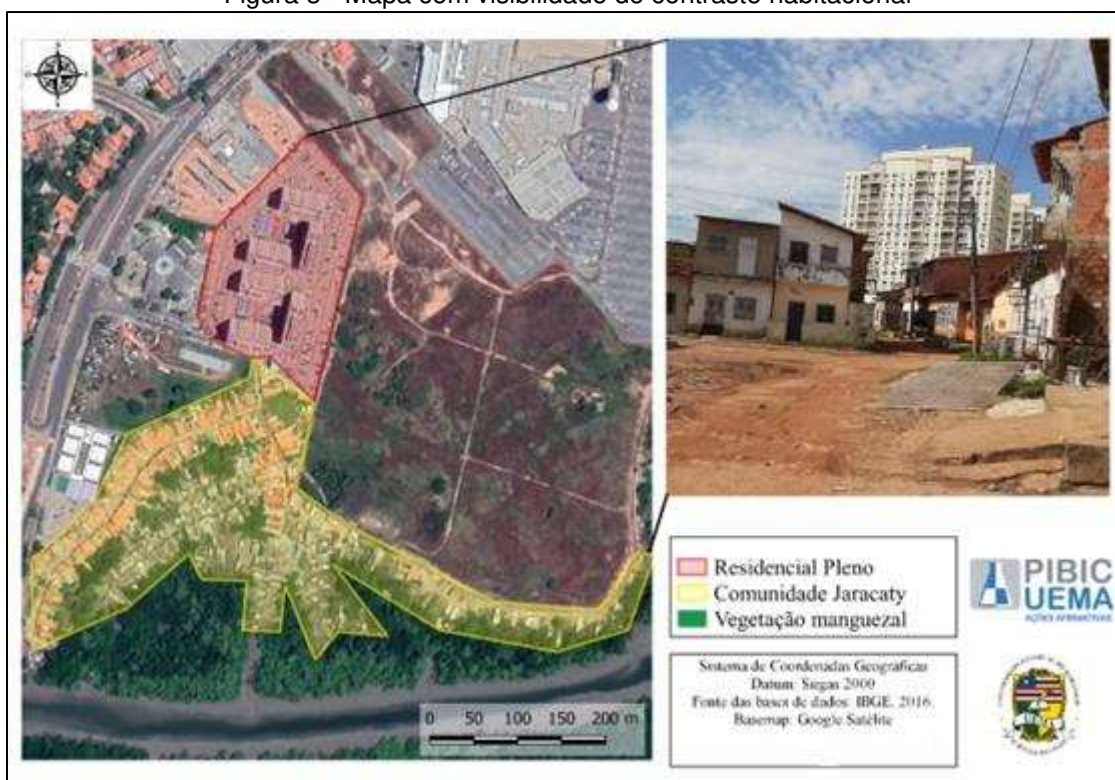 Figura 8 - Mapa com visibilidade do contraste habitacional
Residencial Pleno
Comunidade Jaracaty
Vegetação manguezal
PIBIC
UEMA
AÇÕES AFIRMATIVAS
Sistema de Coordenadas Geográficas
Datum: Sirgas 2000
Fonte das bases de dados: IBGE, 2016.
Basemap: Google Satélite
0 50 100 150 200 m